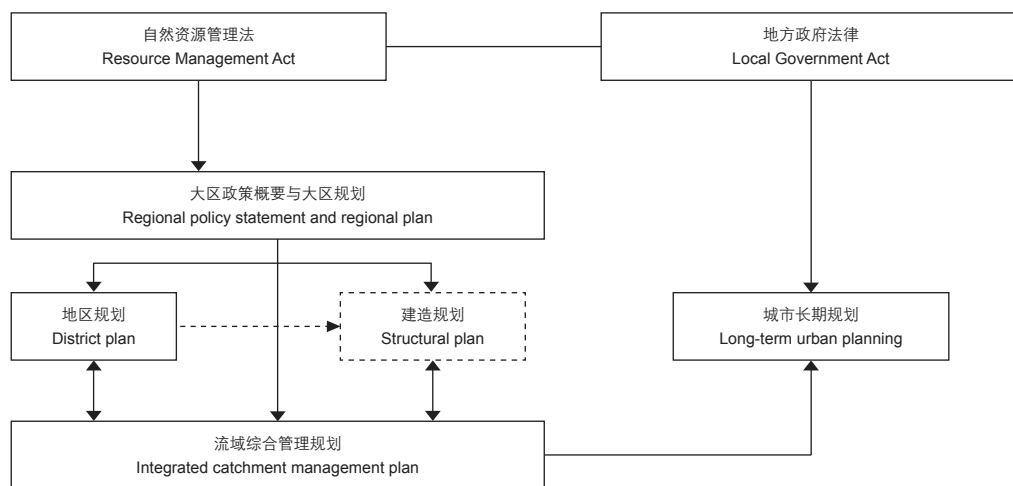 自然资源管理法
Resource Management Act
地方政府法律
Local Government Act
大区政策概要与大区规划
Regional policy statement and regional plan
地区规划
District plan
建造规划
Structural plan
城市长期规划
Long-term urban planning
流域综合管理规划
Integrated catchment management plan